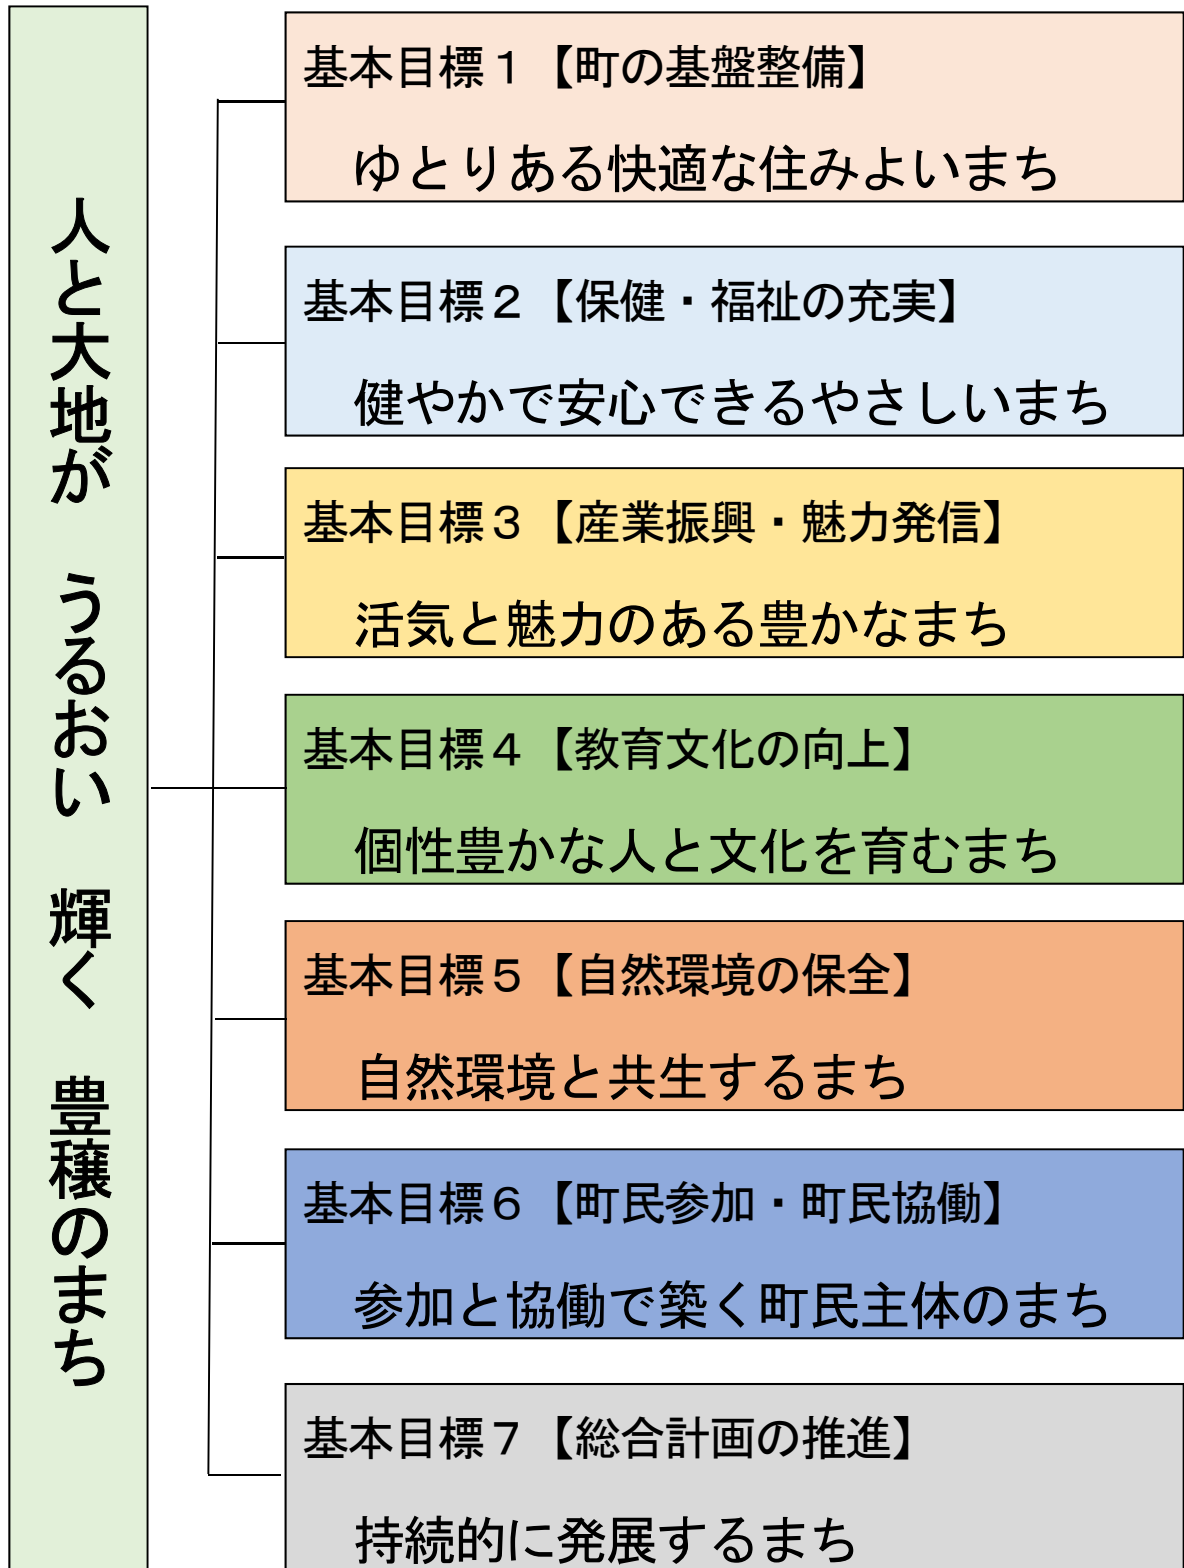 人と大地が　うるおい　輝く　豊穣のまち
基本目標１【町の基盤整備】
ゆとりある快適な住みよいまち
基本目標２【保健・福祉の充実】
健やかで安心できるやさしいまち
基本目標３【産業振興・魅力発信】
活気と魅力のある豊かなまち
基本目標４【教育文化の向上】
個性豊かな人と文化を育むまち
基本目標５【自然環境の保全】
自然環境と共生するまち
基本目標６【町民参加・町民協働】
参加と協働で築く町民主体のまち
基本目標７【総合計画の推進】
持続的に発展するまち